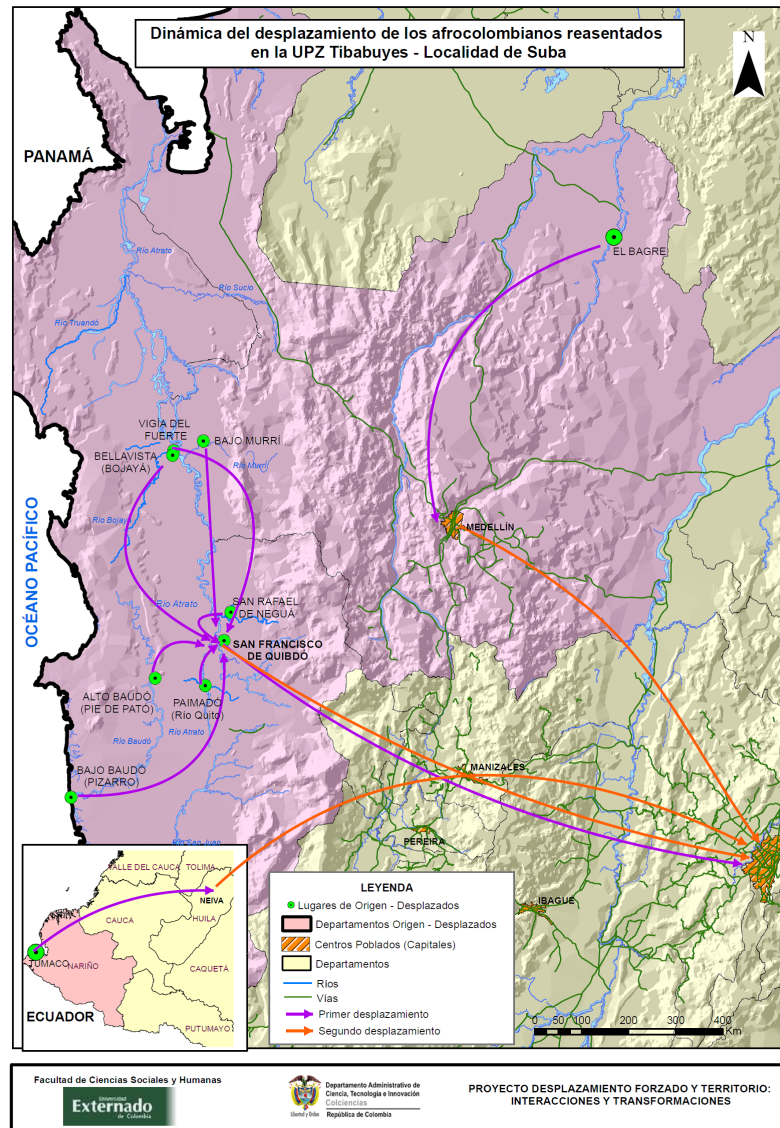 Dinámica del desplazamiento de los afrocolombianos reasentados
en la UPZ Tibabuyes - Localidad de Suba
N
PANAMÁ
EL BAGRE
Río Atrato
Río Sucio
Río Truandó
VIGÍA DEL
FUERTE
BAJO MURRÍ
BELLAVISTA
(BOJAYÁ)
Río Murrí
OCÉANO PACÍFICO
Río Bojayá
MEDELLÍN
Río Atrato
SAN RAFAEL
DE NEGUÁ
SAN FRANCISCO
DE QUIBDÓ
ALTO BAUDÓ
(PIE DE PATÓ)
PAIMADÓ
(Río Quito)
Río Baudó
Río Atrato
BAJO BAUDÓ
(PIZARRO)
MANIZALES
Río San Juan
PEREIRA
IBAGUE
VALLE DEL CAUCA
TOLIMA
NEIVA
CAUCA
HUILA
TUMACO
NARIÑO
CAQUETÁ
ECUADOR
PUTUMAYO
LEYENDA
Lugares de Origen - Desplazados
Departamentos Origen - Desplazados
Centros Poblados (Capitales)
Departamentos
Ríos
Vías
Primer desplazamiento
Segundo desplazamiento
0 50 100 200 300 400
Km
Facultad de Ciencias Sociales y Humanas
Universidad
Externado
de Colombia
Libertad y Orden
Departamento Administrativo de
Ciencia, Tecnología e Innovación
Colciencias
República de Colombia
PROYECTO DESPLAZAMIENTO FORZADO Y TERRITORIO:
INTERACCIONES Y TRANSFORMACIONES